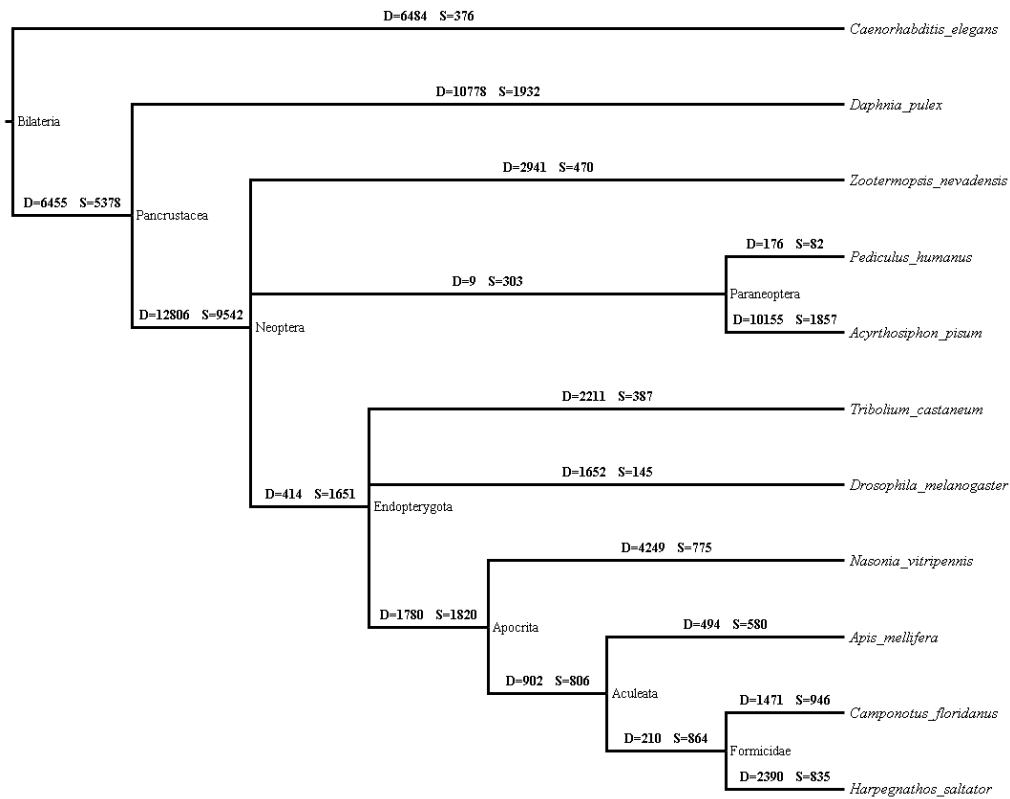 D=6484 S=376
Caenorhabditis_elegans
D=10778 S=1932
Daphnia_pulex
Bilateria
D=2941 S=470
Zootermopsis_nevadensis
D=6455 S=5378
Pancrustacea
D=176 S=82
Pediculus_humanus
D=9 S=303
Paraneoptera
D=12806 S=9542
Neoptera
D=10155 S=1857
Acyrthosiphon_pisum
D=2211 S=387
Tribolium_castaneum
D=1652 S=145
Drosophila_melanogaster
D=414 S=1651
Endopterygota
D=4249 S=775
Nasonia_vitripennis
D=1780 S=1820
Apocrita
D=494 S=580
Apis_mellifera
D=902 S=806
Aculeata
D=1471 S=946
Camponotus_floridanus
D=210 S=864
Formicidae
D=2390 S=835
Harpegnathos_saltator